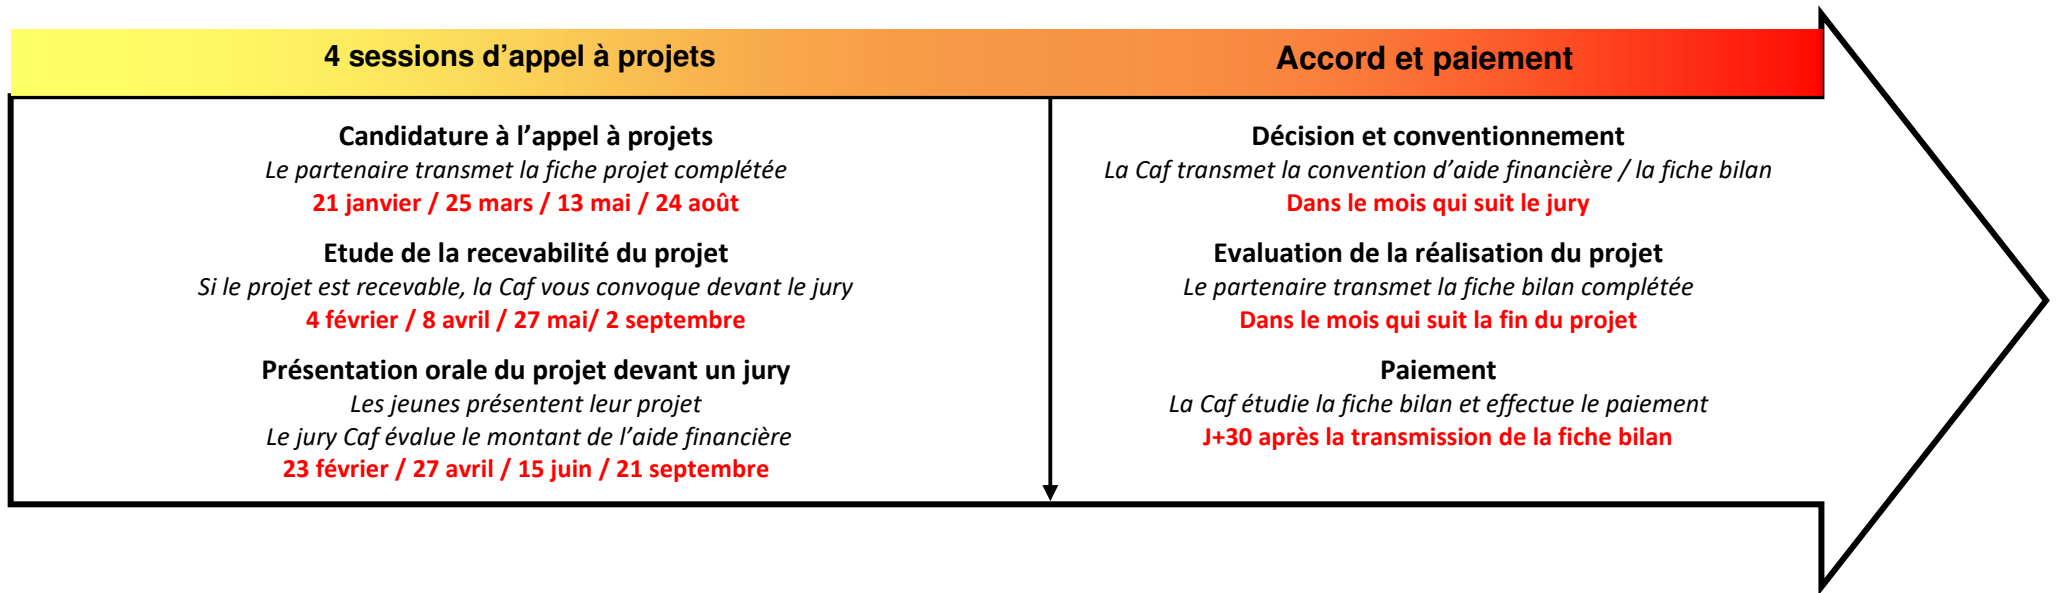 4 sessions d’appel à projets
Candidature à l’appel à projets
Le partenaire transmet la fiche projet complétée
21 janvier / 25 mars / 13 mai / 24 août
Etude de la recevabilité du projet
Si le projet est recevable, la Caf vous convoque devant le jury
4 février / 8 avril / 27 mai/ 2 septembre
Présentation orale du projet devant un jury
Les jeunes présentent leur projet
Le jury Caf évalue le montant de l’aide financière
23 février / 27 avril / 15 juin / 21 septembre
Accord et paiement
Décision et conventionnement
La Caf transmet la convention d’aide financière / la fiche bilan
Dans le mois qui suit le jury
Evaluation de la réalisation du projet
Le partenaire transmet la fiche bilan complétée
Dans le mois qui suit la fin du projet
Paiement
La Caf étudie la fiche bilan et effectue le paiement
J+30 après la transmission de la fiche bilan